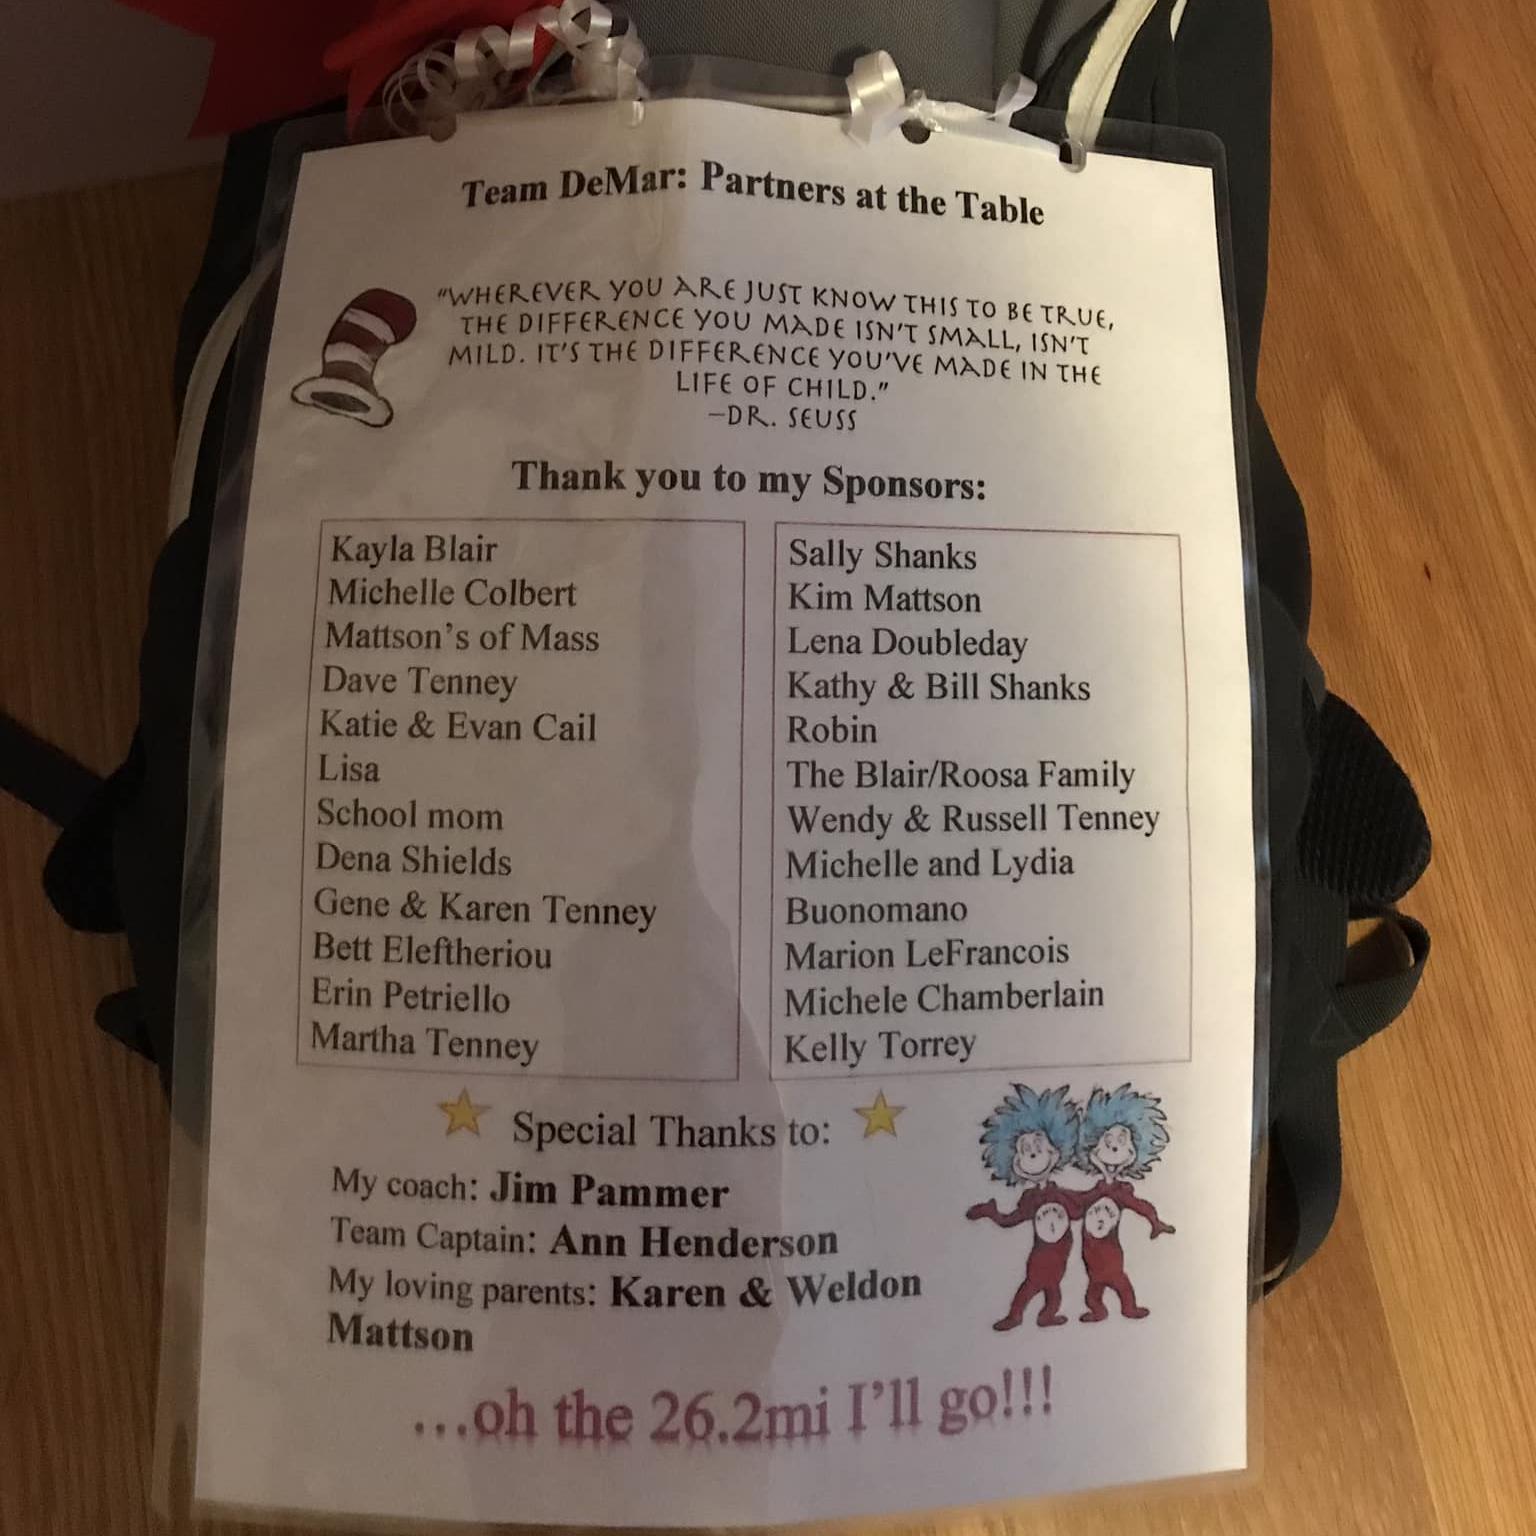 Team DeMar: Partners at the Table
"WHEREVER YOU ARE JUST KNOW THIS TO BE TRUE,
THE DIFFERENCE YOU MADE ISN'T SMALL, ISN'T
MILD. IT'S THE DIFFERENCE YOU'VE MADE IN THE
LIFE OF CHILD."
–DR. SEUSS
Thank you to my Sponsors:
Kayla Blair
Michelle Colbert
Mattson's of Mass
Dave Tenney
Katie & Evan Cail
Lisa
School mom
Dena Shields
Gene & Karen Tenney
Bett Eleftheriou
Erin Petriello
Martha Tenney
Sally Shanks
Kim Mattson
Lena Doubleday
Kathy & Bill Shanks
Robin
The Blair/Roosa Family
Wendy & Russell Tenney
Michelle and Lydia
Buonomano
Marion LeFrancois
Michele Chamberlain
Kelly Torrey
Special Thanks to:
My coach: Jim Pammer
Team Captain: Ann Henderson
My loving parents: Karen & Weldon
Mattson
THING 1
THING 2
...oh the 26.2mi I'll go!!!